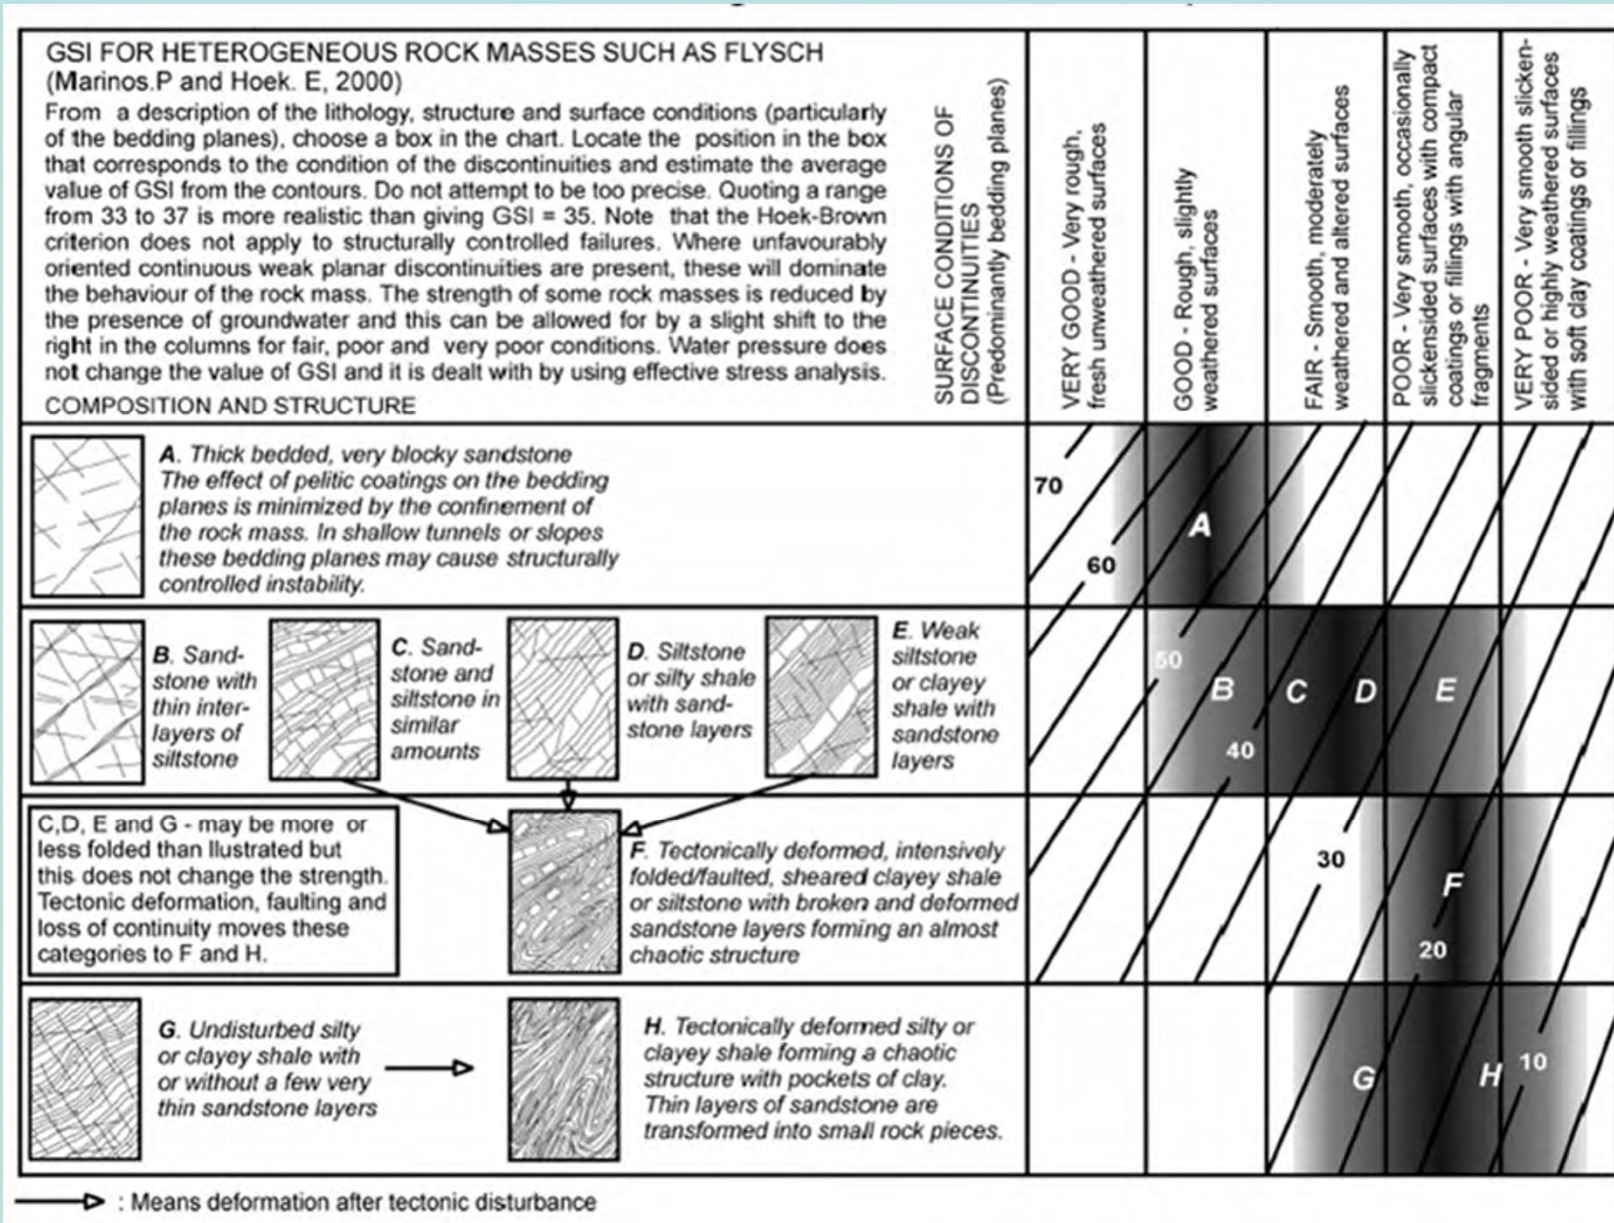 GSI FOR HETEROGENEOUS ROCK MASSES SUCH AS FLYSCH
(Marinos.P and Hoek. E, 2000)
From a description of the lithology, structure and surface conditions (particularly
of the bedding planes), choose a box in the chart. Locate the position in the box
that corresponds to the condition of the discontinuities and estimate the average
value of GSI from the contours. Do not attempt to be too precise. Quoting a range
from 33 to 37 is more realistic than giving GSI = 35. Note that the Hoek-Brown
criterion does not apply to structurally controlled failures. Where unfavourably
oriented continuous weak planar discontinuities are present, these will dominate
the behaviour of the rock mass. The strength of some rock masses is reduced by
the presence of groundwater and this can be allowed for by a slight shift to the
right in the columns for fair, poor and very poor conditions. Water pressure does
not change the value of GSI and it is dealt with by using effective stress analysis.
COMPOSITION AND STRUCTURE
SURFACE CONDITIONS OF
DISCONTINUITIES
(Predominantly bedding planes)
VERY GOOD - Very rough,
fresh unweathered surfaces
GOOD - Rough, slightly
weathered surfaces
FAIR - Smooth, moderately
weathered and altered surfaces
POOR - Very smooth, occasionally
slickensided surfaces with compact
coatings or fillings with angular
fragments
VERY POOR - Very smooth slicken-
sided or highly weathered surfaces
with soft clay coatings or fillings
A. Thick bedded, very blocky sandstone
The effect of pelitic coatings on the bedding
planes is minimized by the confinement of
the rock mass. In shallow tunnels or slopes
these bedding planes may cause structurally
controlled instability.
70
60
A
B. Sand-
stone with
thin inter-
layers of
siltstone
C. Sand-
stone and
siltstone in
similar
amounts
D. Siltstone
or silty shale
with sand-
stone layers
E. Weak
siltstone
or clayey
shale with
sandstone
layers
50
B
C
D
E
40
C,D, E and G - may be more or
less folded than llustrated but
this does not change the strength.
Tectonic deformation, faulting and
loss of continuity moves these
categories to F and H.
F. Tectonically deformed, intensively
folded/faulted, sheared clayey shale
or siltstone with broken and deformed
sandstone layers forming an almost
chaotic structure
30
F
20
G. Undisturbed silty
or clayey shale with
or without a few very
thin sandstone layers
H. Tectonically deformed silty or
clayey shale forming a chaotic
structure with pockets of clay.
Thin layers of sandstone are
transformed into small rock pieces.
G
H
10
: Means deformation after tectonic disturbance